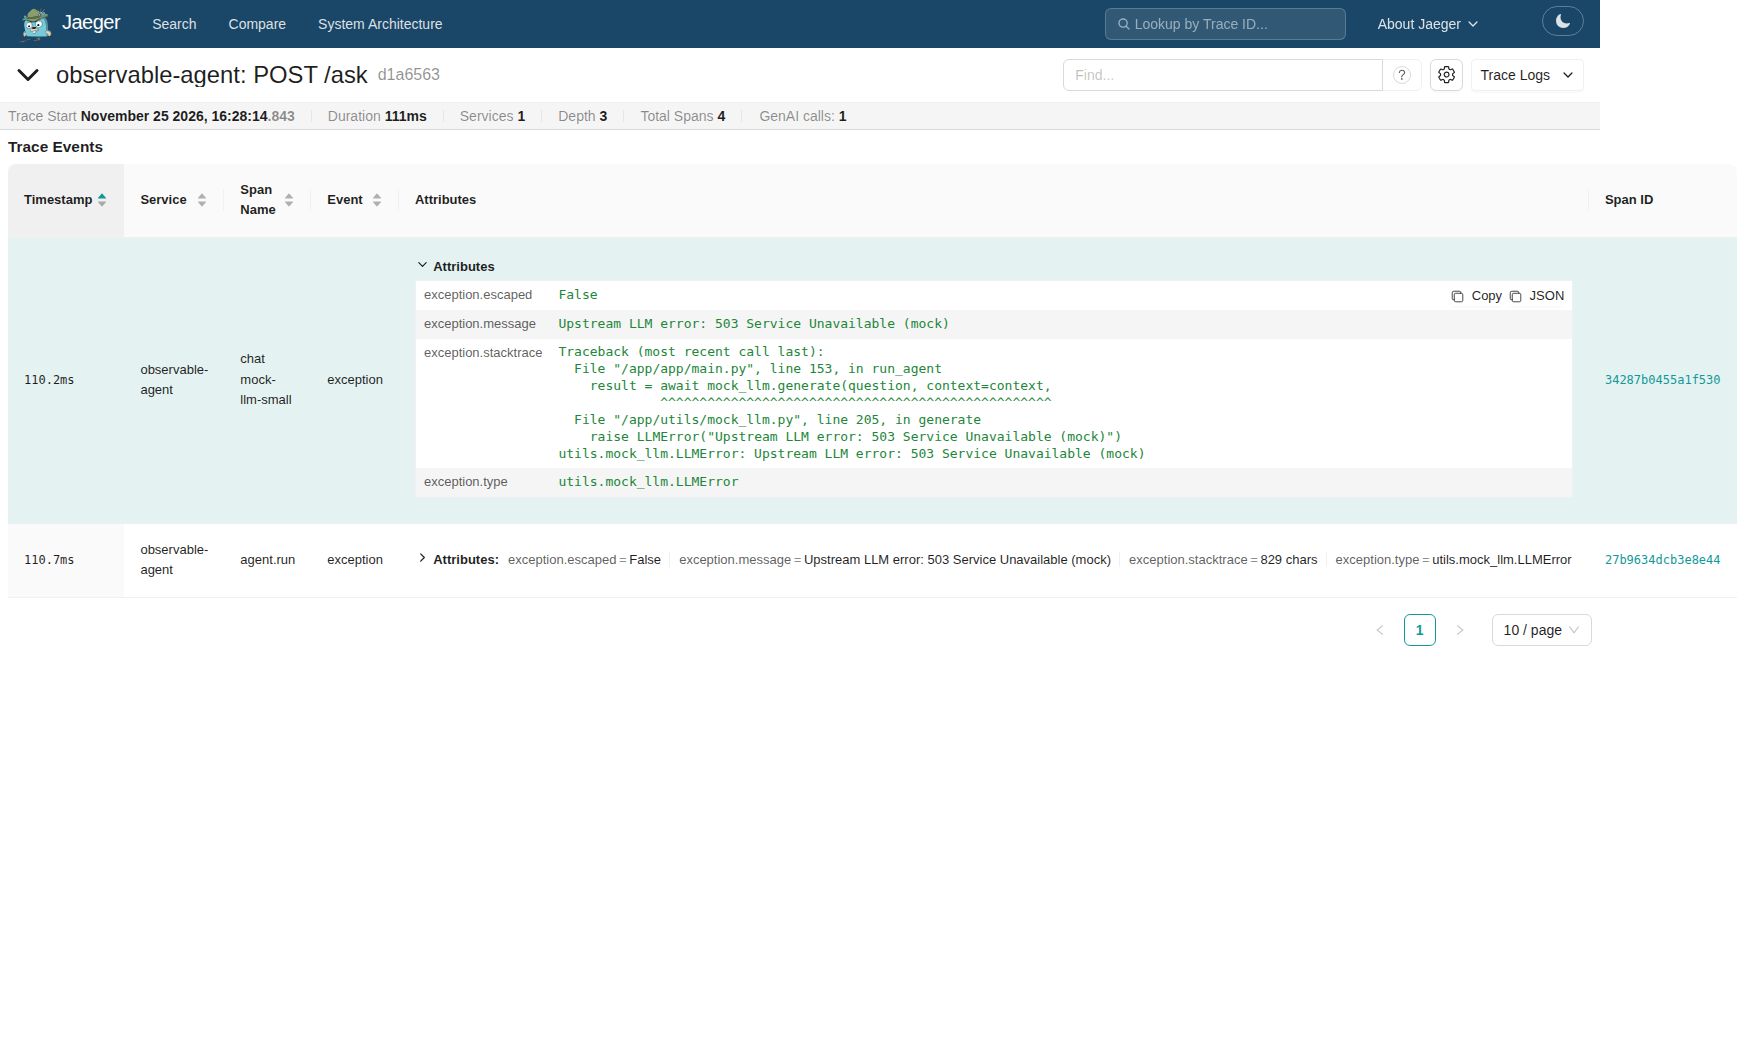 Jaeger Search Compare System Architecture Lookup by Trace ID... About Jaeger
observable-agent: POST /ask d1a6563 Find... ? Trace Logs
Trace Start November 25 2026, 16:28:14.843 Duration 111ms Services 1 Depth 3 Total Spans 4 GenAI calls: 1
Trace Events
Timestamp Service Span Name Event Attributes Span ID
110.2ms
observable-
agent
chat
mock-
llm-small
exception
Attributes
exception.escaped False Copy JSON
exception.message Upstream LLM error: 503 Service Unavailable (mock)
exception.stacktrace Traceback (most recent call last):
  File "/app/app/main.py", line 153, in run_agent
    result = await mock_llm.generate(question, context=context,
             ^^^^^^^^^^^^^^^^^^^^^^^^^^^^^^^^^^^^^^^^^^^^^^^^^^
  File "/app/utils/mock_llm.py", line 205, in generate
    raise LLMError("Upstream LLM error: 503 Service Unavailable (mock)")
utils.mock_llm.LLMError: Upstream LLM error: 503 Service Unavailable (mock)
exception.type utils.mock_llm.LLMError
34287b0455a1f530
110.7ms
observable-
agent
agent.run
exception
Attributes: exception.escaped = False exception.message = Upstream LLM error: 503 Service Unavailable (mock) exception.stacktrace = 829 chars exception.type = utils.mock_llm.LLMError
27b9634dcb3e8e44
1 10 / page